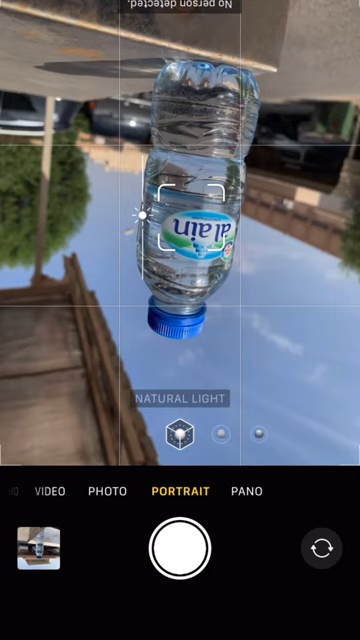 No person detected.
al ain
NATURAL LIGHT
VIDEO PHOTO PORTRAIT PANO